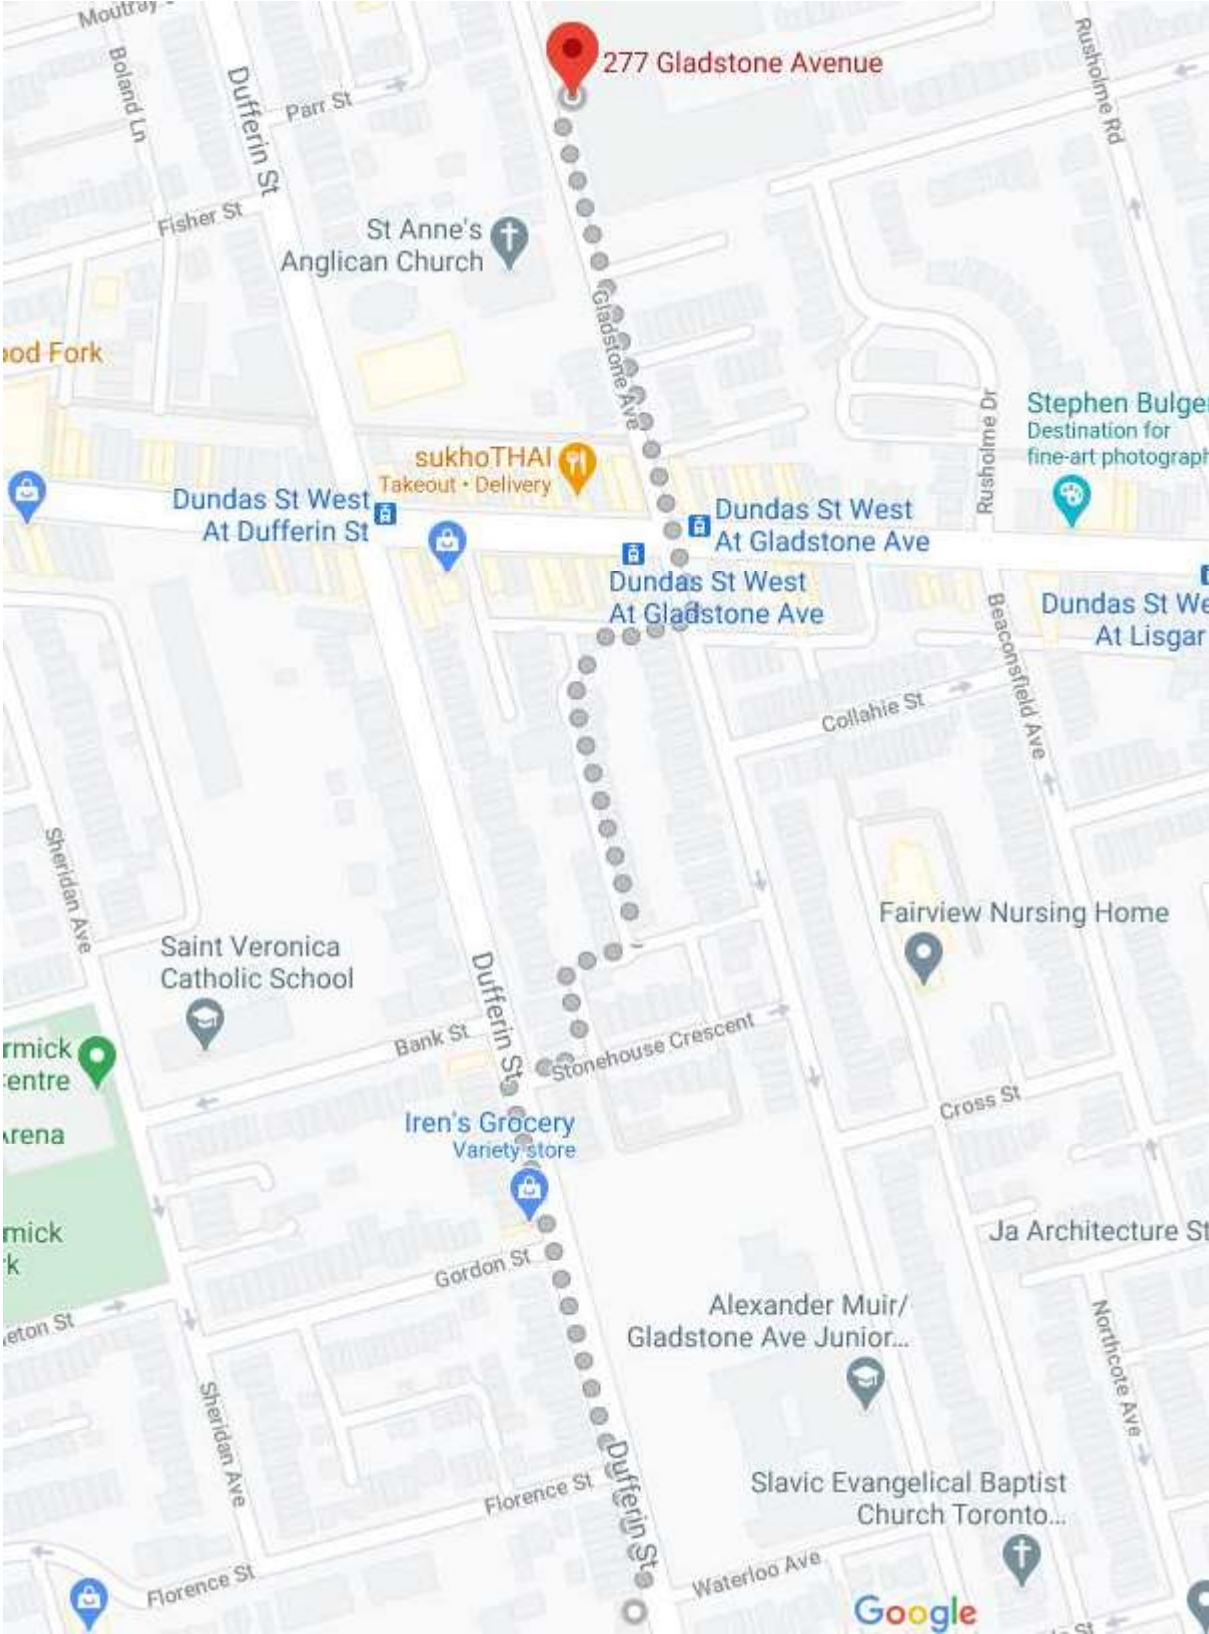 Moutray
277 Gladstone Avenue
Rusholme Rd
Boland Ln
Dufferin St
Parr St
Fisher St
St Anne's
Anglican Church
Gladstone Ave
ood Fork
Rusholme Dr
Stephen Bulger
Destination for
fine-art photograph
sukhoTHAI
Takeout • Delivery
Dundas St West
At Dufferin St
Dundas St West
At Gladstone Ave
Dundas St West
At Gladstone Ave
Dundas St We
At Lisgar
Beaconsfield Ave
Collahie St
Sheridan Ave
Fairview Nursing Home
Saint Veronica
Catholic School
Dufferin St
Bank St
Stonehouse Crescent
rmick
Centre
Arena
Cross St
Iren's Grocery
Variety store
mick
rk
Ja Architecture St
Gordon St
eton St
Alexander Muir/
Gladstone Ave Junior...
Northcote Ave
Sheridan Ave
Dufferin St
Slavic Evangelical Baptist
Church Toronto...
Florence St
Waterloo Ave
Florence St
Google
St